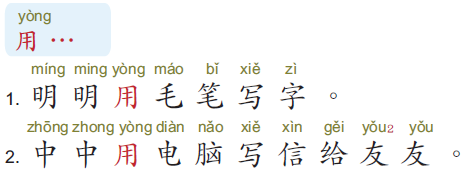 yòng
用 …
míng ming yòng máo bǐ xiě zì
1. 明 明 用 毛 笔 写 字 。
zhōng zhong yòng diàn nǎo xiě xìn gěi yǒu2 yǒu
2. 中 中 用 电 脑 写 信 给 友 友 。